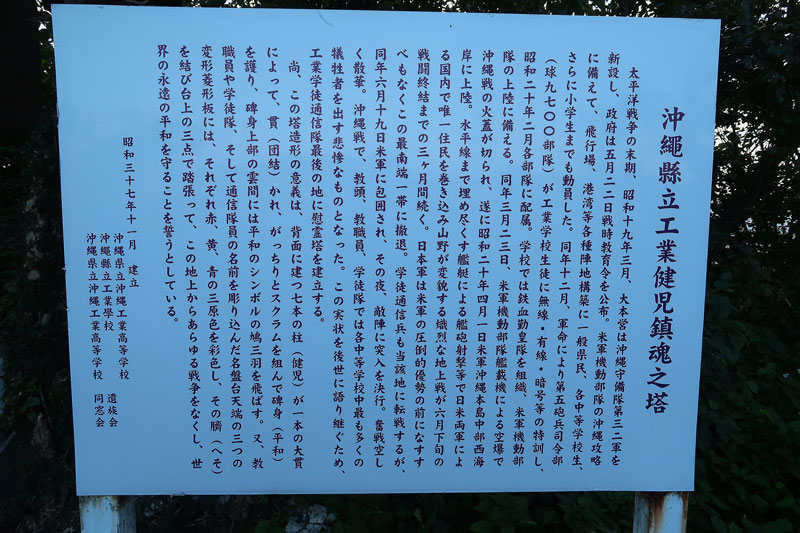 沖繩縣立工業健児鎮魂之塔
太平洋戦争の末期、昭和十九年三月、大本営は沖縄守備隊第三二軍を
新設し、政府は五月二二日戦時教育令を公布。米軍機動部隊の沖縄攻略
に備えて、飛行場、港湾等各種陣地構築に一般県民、各中等学校生、
さらに小学生までも動員した。同年十二月、軍命により第五砲兵司令部
（球九七〇〇部隊）が工業学校生徒に無線・有線・暗号等の特訓し、
昭和二十年二月各部隊に配属。学校では鉄血勤皇隊を組織、米軍機動部
隊の上陸に備える。同年三月二三日、米軍機動部隊艦載機による空爆で
沖縄戦の火蓋が切られ、遂に昭和二十年四月一日米軍沖縄本島中部西海
岸に上陸。水平線まで埋め尽くす艦艇による艦砲射撃等で日米両軍によ
る国内で唯一住民を巻き込み山野が変貌する熾烈な地上戦が六月下旬の
戦闘終結までの三ヶ月間続く。日本軍は米軍の圧倒的優勢の前になすす
べもなくこの最南端一帯に撤退。学徒通信兵も当該地に転戦するが、
同年六月十九日米軍に包囲され、その夜、敵陣に突入を決行。奮戦空し
く散華。沖縄戦で、教頭、教職員、学徒隊では各中等学校中最も多くの
犠牲者を出す悲惨なものとなった。この実状を後世に語り継ぐため、
工業学徒通信隊最後の地に慰霊塔を建立する。
尚、この塔造形の意義は、背面に建つ七本の柱（健児）が一本の大貫
によって、貫（団結）かれ、がっちりとスクラムを組んで碑身（平和）
を護り、碑身上部の雲間には平和のシンボルの鳩三羽を飛ばす。又、教
職員や学徒隊、そして通信隊員の名前を彫り込んだ名盤台天端の三つの
変形菱形板には、それぞれ赤、黄、青の三原色を彩色し、その臍（へそ）
を結び台上の三点で踏張って、この地上からあらゆる戦争をなくし、世
界の永遠の平和を守ることを誓うとしている。
昭和三十七年十一月　建立
沖縄県立沖縄工業高等学校　遺族会
沖繩縣立工業學校
沖縄県立沖縄工業高等学校　同窓会